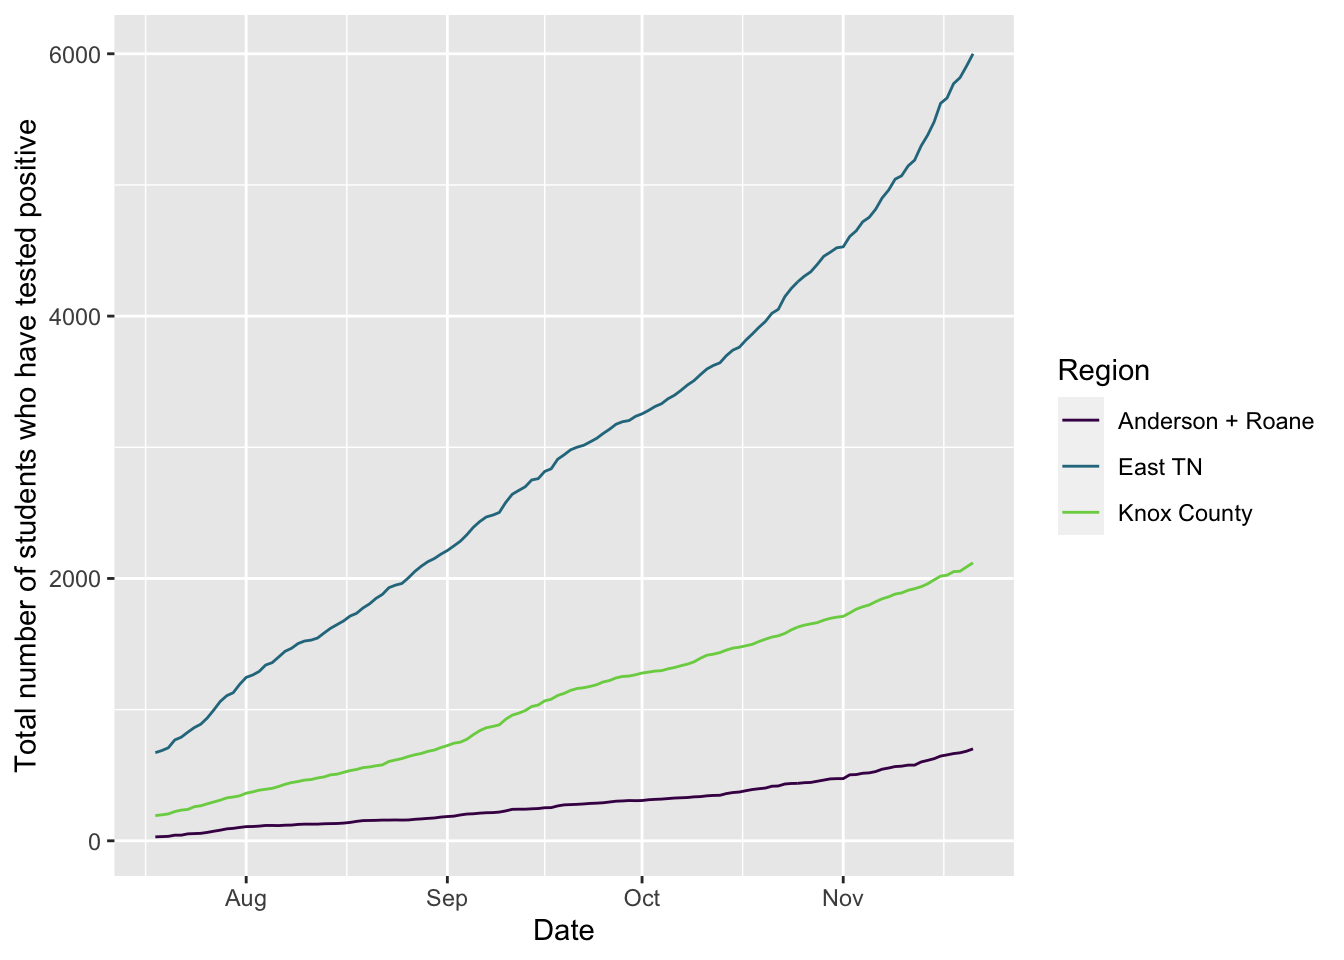 Total number of students who have tested positive
6000
4000
2000
0
Aug Sep Oct Nov
Date
Region
Anderson + Roane
East TN
Knox County